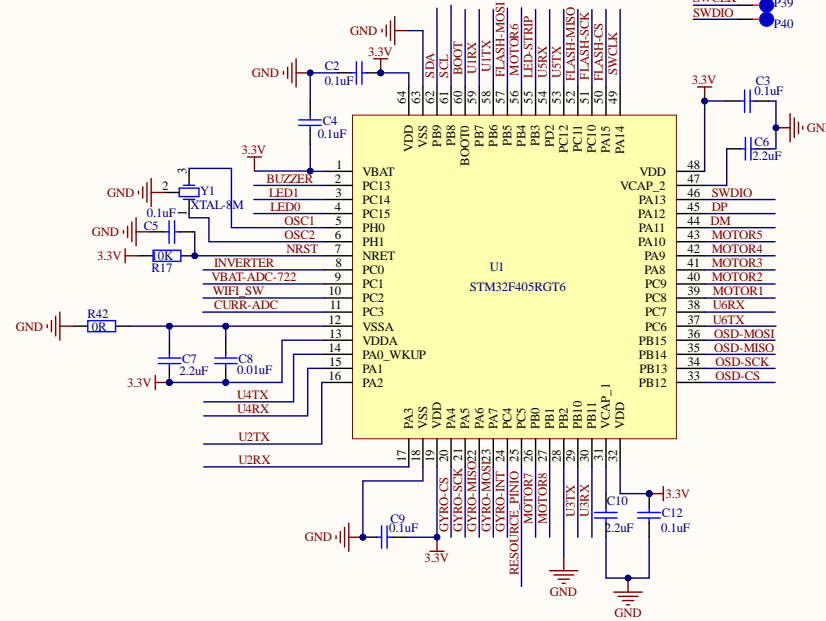 SWCLK
P39
SWDIO
P40
GND
3.3V
C2
0.1uF
GND
C4
0.1uF
3.3V
SDA
SCL
BOOT
U1RX
U1TX
FLASH-MOSI
MOTOR6
LED-STRIP
U5RX
U5TX
FLASH-MISO
FLASH-SCK
FLASH-CS
SWCLK
64
63
62
61
60
59
58
57
56
55
54
53
52
51
50
49
VDD
VSS
PB9
PB8
BOOT0
PB7
PB6
PB5
PB4
PB3
PD2
PC12
PC11
PC10
PA15
PA14
3.3V
C3
0.1uF
GND
C6
2.2uF
1 VBAT
BUZZER 2 PC13
LED1 3 PC14
LED0 4 PC15
OSC1 5 PH0
OSC2 6 PH1
NRST 7 NRET
INVERTER 8 PC0
VBAT-ADC-722 9 PC1
WIFI_SW 10 PC2
CURR-ADC 11 PC3
12 VSSA
13 VDDA
14 PA0_WKUP
15 PA1
16 PA2
GND 2
3
1
Y1
XTAL-8M
0.1uF
C5
GND
3.3V
10K
R17
R42
GND
0R
C7
2.2uF
C8
0.01uF
3.3V
U4TX
U4RX
U2TX
U2RX
U1
STM32F405RGT6
VDD 48
VCAP_2 47
PA13 46 SWDIO
PA12 45 DP
PA11 44 DM
PA10 43 MOTOR5
PA9 42 MOTOR4
PA8 41 MOTOR3
PC9 40 MOTOR2
PC8 39 MOTOR1
PC7 38 U6RX
PC6 37 U6TX
PB15 36 OSD-MOSI
PB14 35 OSD-MISO
PB13 34 OSD-SCK
PB12 33 OSD-CS
PA3
VSS
VDD
PA4
PA5
PA6
PA7
PC4
PC5
PB0
PB1
PB2
PB10
PB11
VCAP_1
VDD
17
18
19
20
21
22
23
24
25
26
27
28
29
30
31
32
GYRO-CS
GYRO-SCK
GYRO-MISO
GYRO-MOSI
GYRO-INT
RESOURCE_PINIO
MOTOR7
MOTOR8
U3TX
U3RX
GND
C9
0.1uF
3.3V
GND
C10
2.2uF
3.3V
C12
0.1uF
GND